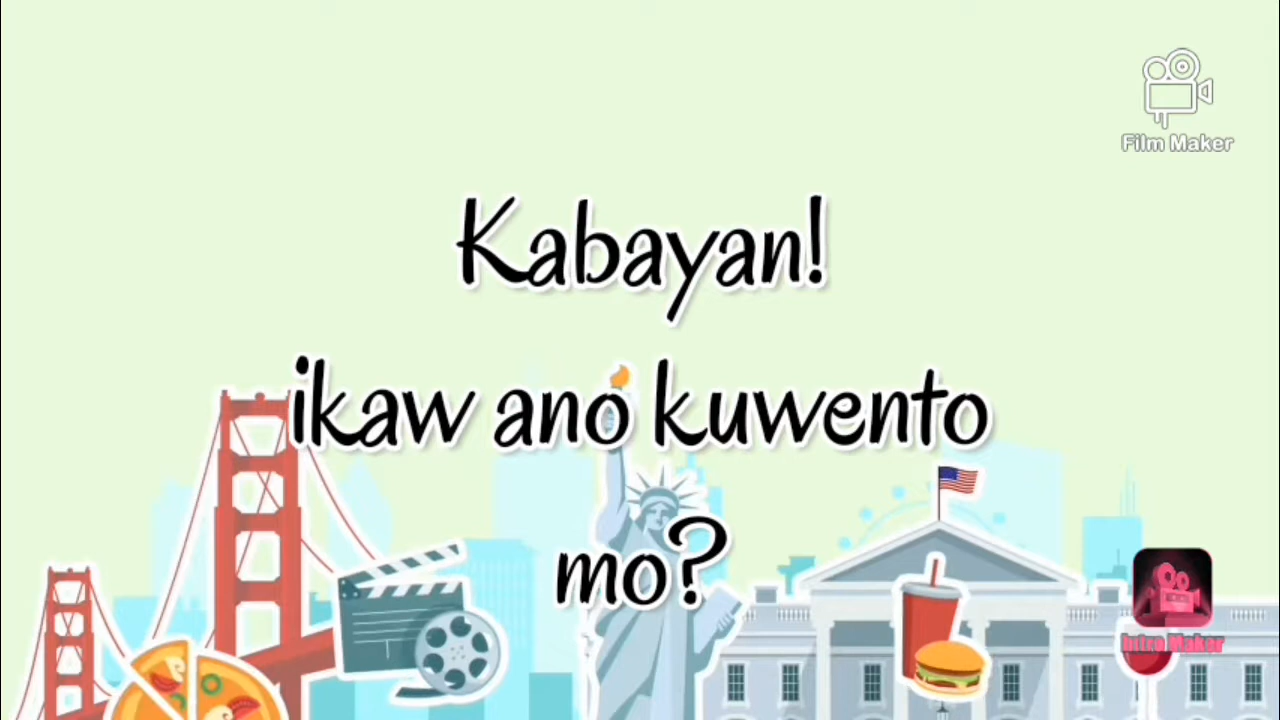 Film Maker
Kabayan!
ikaw ano kuwento
mo?
Intro Maker